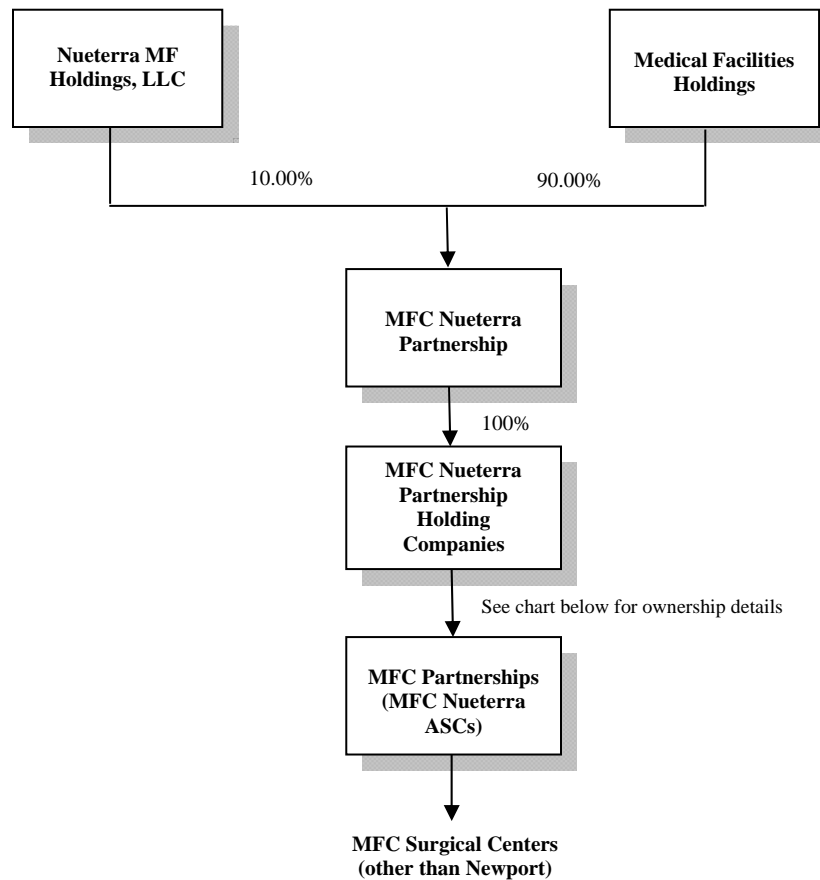 Nueterra MF
Holdings, LLC
Medical Facilities
Holdings
10.00%
90.00%
MFC Nueterra
Partnership
100%
MFC Nueterra
Partnership
Holding
Companies
See chart below for ownership details
MFC Partnerships
(MFC Nueterra
ASCs)
MFC Surgical Centers
(other than Newport)